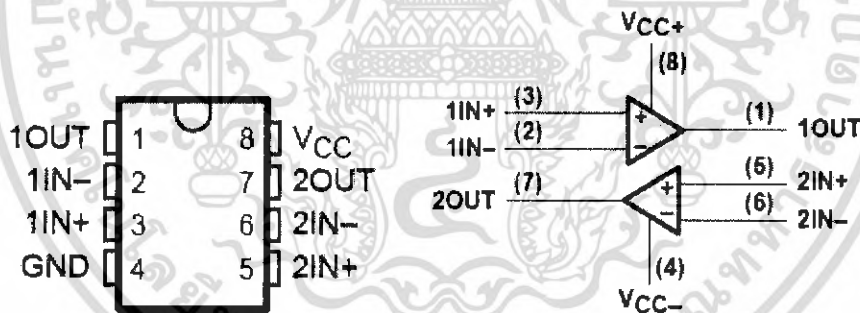 1OUT 1 8 VCC
1IN– 2 7 2OUT
1IN+ 3 6 2IN–
GND 4 5 2IN+
VCC+
(8)
1IN+ (3)
1IN– (2)
+
–
(1) 1OUT
2OUT (7)
+
–
(5) 2IN+
(6) 2IN–
(4)
VCC–